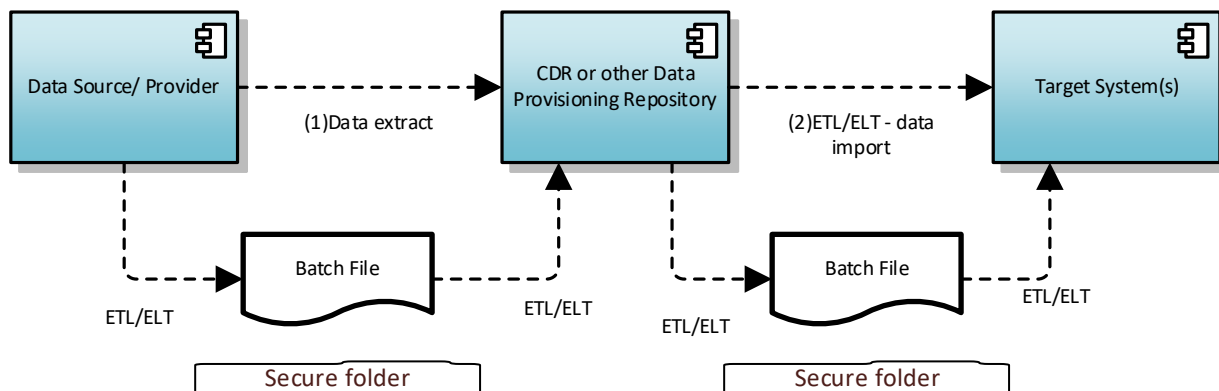 Data Source/ Provider
(1)Data extract
CDR or other Data
Provisioning Repository
(2)ETL/ELT - data
import
Target System(s)
Batch File
ETL/ELT
ETL/ELT
Batch File
ETL/ELT
ETL/ELT
Secure folder
Secure folder